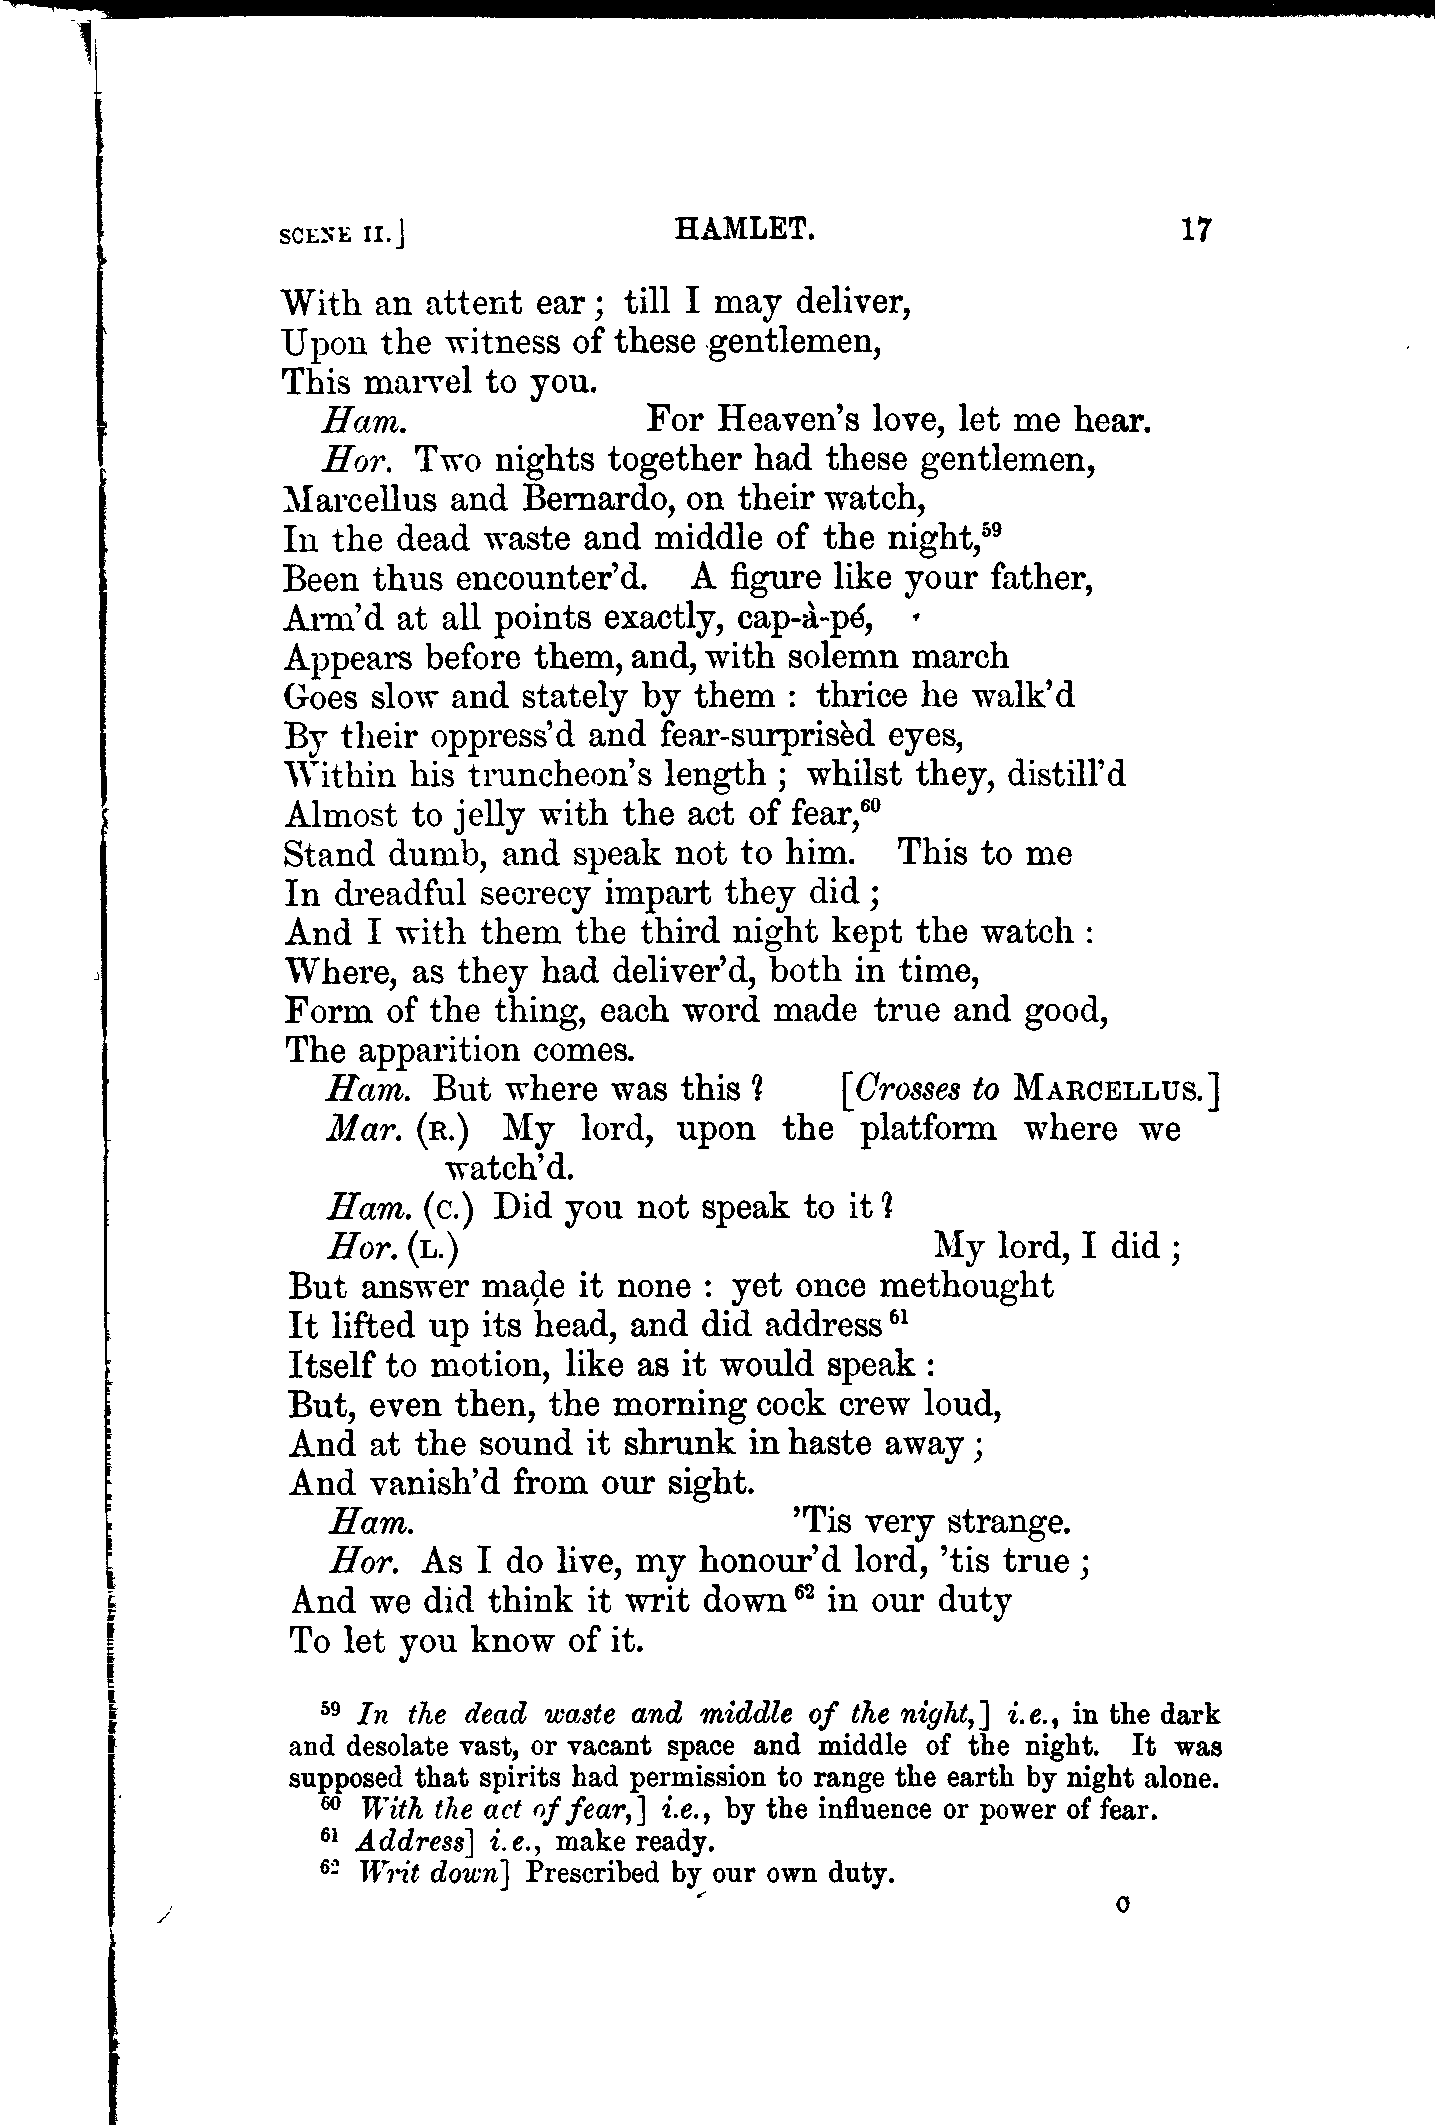 SCENE II.] HAMLET. 17
With an attent ear ; till I may deliver,
Upon the witness of these gentlemen,
This marvel to you.
Ham. For Heaven's love, let me hear.
Hor. Two nights together had these gentlemen,
Marcellus and Bernardo, on their watch,
In the dead waste and middle of the night,⁵⁹
Been thus encounter'd. A figure like your father,
Arm'd at all points exactly, cap-à-pé,
Appears before them, and, with solemn march
Goes slow and stately by them : thrice he walk'd
By their oppress'd and fear-surprisèd eyes,
Within his truncheon's length ; whilst they, distill'd
Almost to jelly with the act of fear,⁶⁰
Stand dumb, and speak not to him. This to me
In dreadful secrecy impart they did ;
And I with them the third night kept the watch :
Where, as they had deliver'd, both in time,
Form of the thing, each word made true and good,
The apparition comes.
Ham. But where was this ? [Crosses to MARCELLUS.]
Mar. (R.) My lord, upon the platform where we
watch'd.
Ham. (C.) Did you not speak to it ?
Hor. (L.) My lord, I did ;
But answer made it none : yet once methought
It lifted up its head, and did address ⁶¹
Itself to motion, like as it would speak :
But, even then, the morning cock crew loud,
And at the sound it shrunk in haste away ;
And vanish'd from our sight.
Ham. 'Tis very strange.
Hor. As I do live, my honour'd lord, 'tis true ;
And we did think it writ down ⁶² in our duty
To let you know of it.
⁵⁹ In the dead waste and middle of the night,] i.e., in the dark
and desolate vast, or vacant space and middle of the night. It was
supposed that spirits had permission to range the earth by night alone.
⁶⁰ With the act of fear,] i.e., by the influence or power of fear.
⁶¹ Address] i.e., make ready.
⁶² Writ down] Prescribed by our own duty.
C